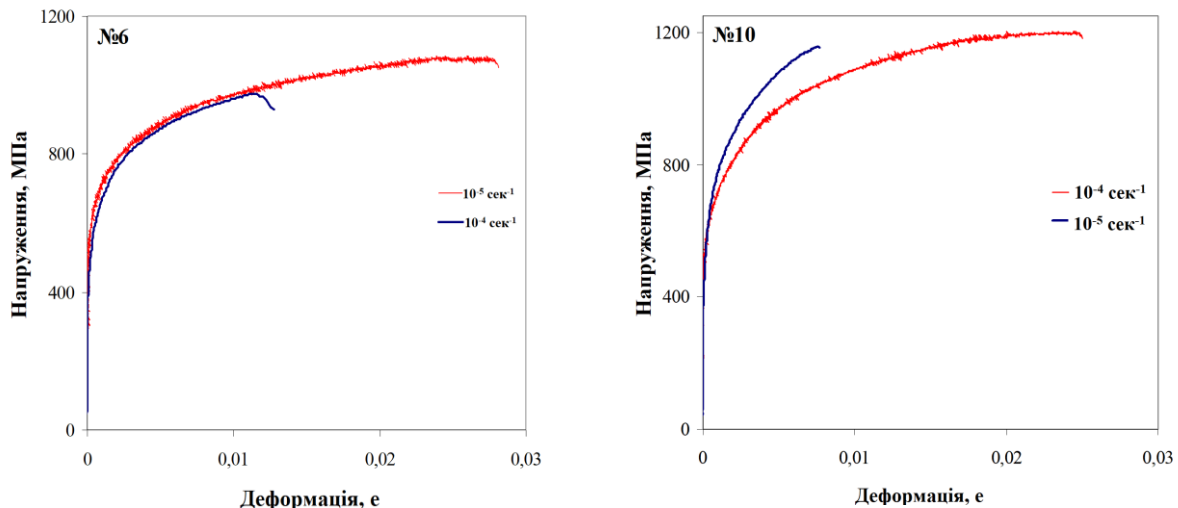 №6
1200
800
400
0
0
0,01
0,02
0,03
Напруження, МПа
Деформація, е
10⁻⁵ сек⁻¹
10⁻⁴ сек⁻¹
№10
1200
800
400
0
0
0,01
0,02
0,03
Напруження, МПа
Деформація, е
10⁻⁴ сек⁻¹
10⁻⁵ сек⁻¹